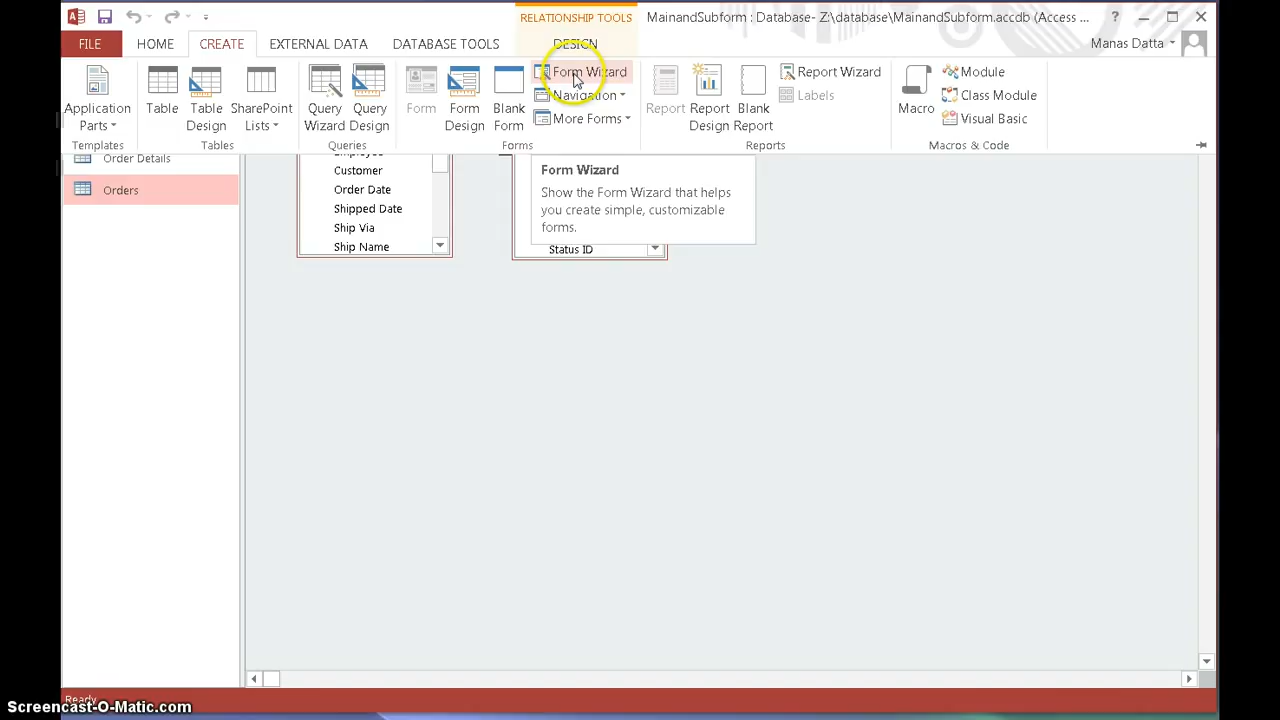 RELATIONSHIP TOOLS
MainandSubform : Database- Z:\database\MainandSubform.accdb (Access ...
?
FILE
HOME
CREATE
EXTERNAL DATA
DATABASE TOOLS
DESIGN
Manas Datta
Application Parts
Templates
Table
Table Design
SharePoint Lists
Tables
Query Wizard
Query Design
Queries
Form
Form Design
Blank Form
Form Wizard
Navigation
More Forms
Forms
Report
Report Design
Blank Report
Report Wizard
Labels
Reports
Macro
Module
Class Module
Visual Basic
Macros & Code
Order Details
Orders
Employee
Customer
Order Date
Shipped Date
Ship Via
Ship Name
Form Wizard
Show the Form Wizard that helps
you create simple, customizable
forms.
Status ID
Ready
Screencast-O-Matic.com